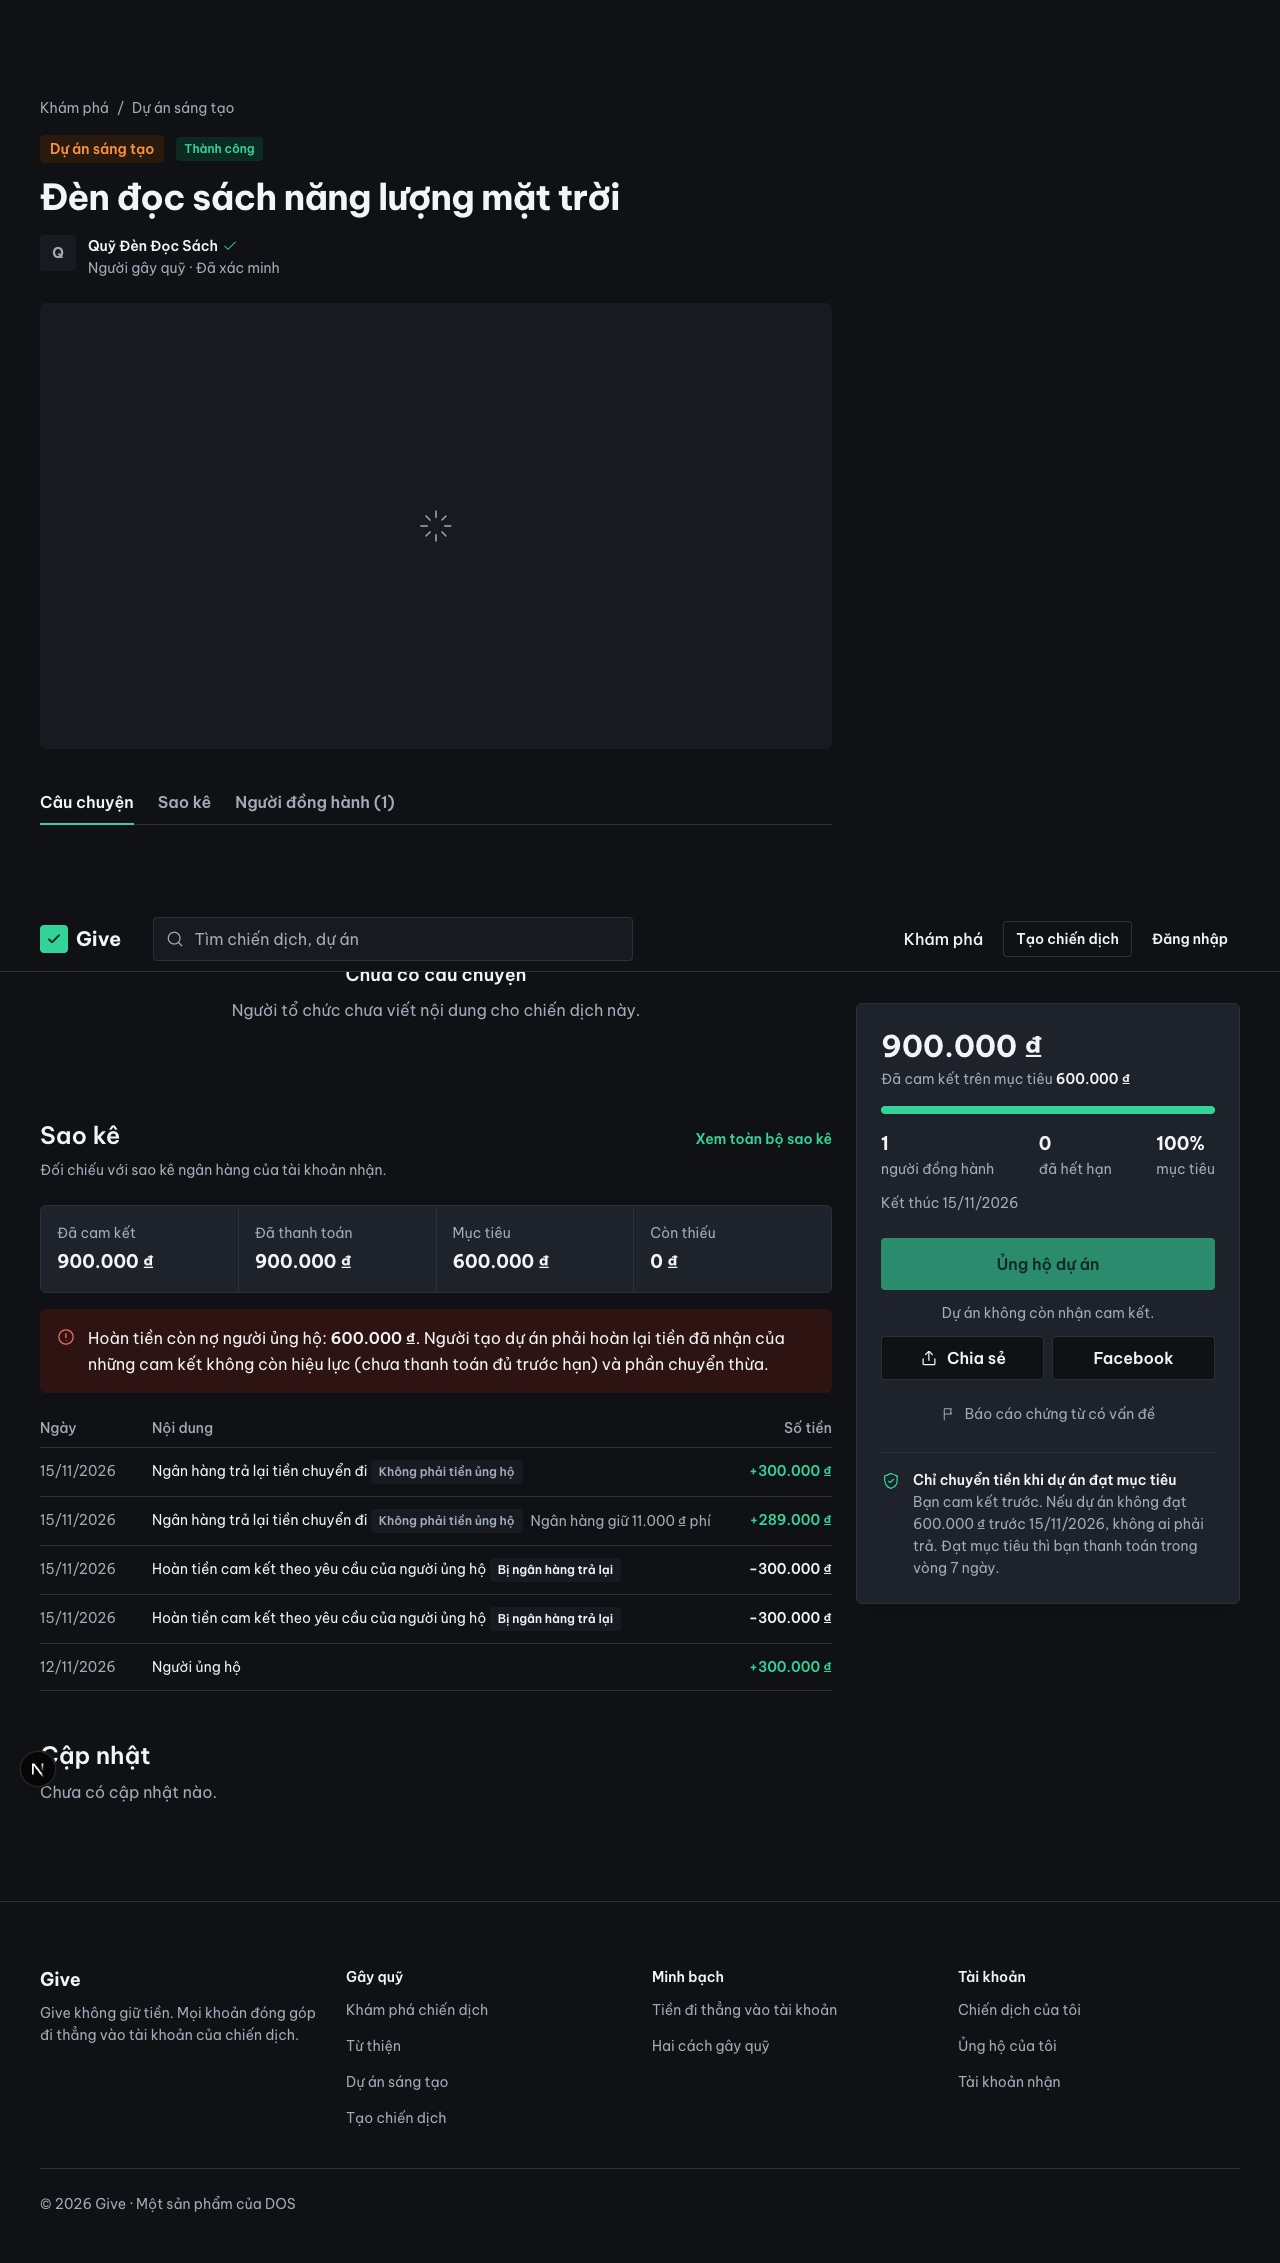 Khám phá / Dự án sáng tạo
Dự án sáng tạo Thành công
Đèn đọc sách năng lượng mặt trời
Q
Quỹ Đèn Đọc Sách
Người gây quỹ · Đã xác minh
Câu chuyện Sao kê Người đồng hành (1)
Give Tìm chiến dịch, dự án Khám phá Tạo chiến dịch Đăng nhập
Chưa có câu chuyện
Người tổ chức chưa viết nội dung cho chiến dịch này.
Sao kê Xem toàn bộ sao kê
Đối chiếu với sao kê ngân hàng của tài khoản nhận.
Đã cam kết Đã thanh toán Mục tiêu Còn thiếu
900.000 ₫ 900.000 ₫ 600.000 ₫ 0 ₫
Hoàn tiền còn nợ người ủng hộ: 600.000 ₫. Người tạo dự án phải hoàn lại tiền đã nhận của
những cam kết không còn hiệu lực (chưa thanh toán đủ trước hạn) và phần chuyển thừa.
Ngày Nội dung Số tiền
15/11/2026 Ngân hàng trả lại tiền chuyển đi Không phải tiền ủng hộ +300.000 ₫
15/11/2026 Ngân hàng trả lại tiền chuyển đi Không phải tiền ủng hộ Ngân hàng giữ 11.000 ₫ phí +289.000 ₫
15/11/2026 Hoàn tiền cam kết theo yêu cầu của người ủng hộ Bị ngân hàng trả lại -300.000 ₫
15/11/2026 Hoàn tiền cam kết theo yêu cầu của người ủng hộ Bị ngân hàng trả lại -300.000 ₫
12/11/2026 Người ủng hộ +300.000 ₫
Cập nhật
Chưa có cập nhật nào.
900.000 ₫
Đã cam kết trên mục tiêu 600.000 ₫
1 0 100%
người đồng hành đã hết hạn mục tiêu
Kết thúc 15/11/2026
Ủng hộ dự án
Dự án không còn nhận cam kết.
Chia sẻ Facebook
Báo cáo chứng từ có vấn đề
Chỉ chuyển tiền khi dự án đạt mục tiêu
Bạn cam kết trước. Nếu dự án không đạt
600.000 ₫ trước 15/11/2026, không ai phải
trả. Đạt mục tiêu thì bạn thanh toán trong
vòng 7 ngày.
Give
Give không giữ tiền. Mọi khoản đóng góp
đi thẳng vào tài khoản của chiến dịch.
Gây quỹ
Khám phá chiến dịch
Từ thiện
Dự án sáng tạo
Tạo chiến dịch
Minh bạch
Tiền đi thẳng vào tài khoản
Hai cách gây quỹ
Tài khoản
Chiến dịch của tôi
Ủng hộ của tôi
Tài khoản nhận
© 2026 Give · Một sản phẩm của DOS